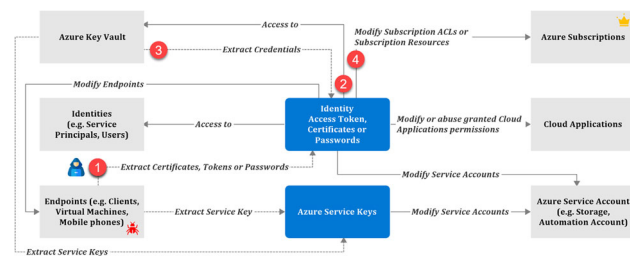 Azure Key Vault
Access to
3
Extract Credentials
Modify Subscription ACLs or
Subscription Resources
4
Azure Subscriptions
Modify Endpoints
2
Identities
(e.g. Service
Principals, Users)
Access to
Identity
Access Token,
Certificates or
Passwords
Modify or abuse granted Cloud
Applications permissions
Cloud Applications
1
Extract Certificates, Tokens or Passwords
Modify Service Accounts
Endpoints (e.g. Clients,
Virtual Machines,
Mobile phones)
Extract Service Key
Azure Service Keys
Modify Service Accounts
Azure Service Account
(e.g. Storage,
Automation Account)
Extract Service Keys